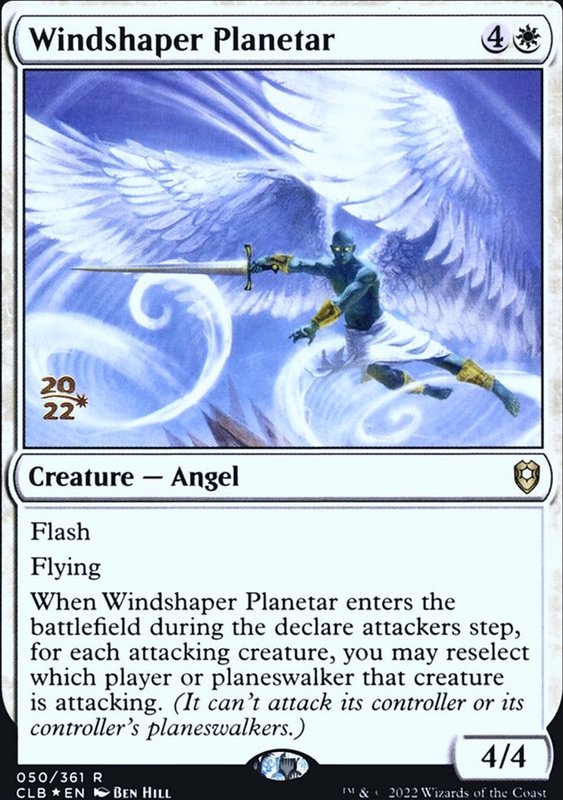 Windshaper Planetar 4
20
22
Creature — Angel
Flash
Flying
When Windshaper Planetar enters the
battlefield during the declare attackers step,
for each attacking creature, you may reselect
which player or planeswalker that creature
is attacking. (It can't attack its controller or its
controller's planeswalkers.)
4/4
050/361 R
CLB ★ EN Ben Hill
™ & © 2022 Wizards of the Coast